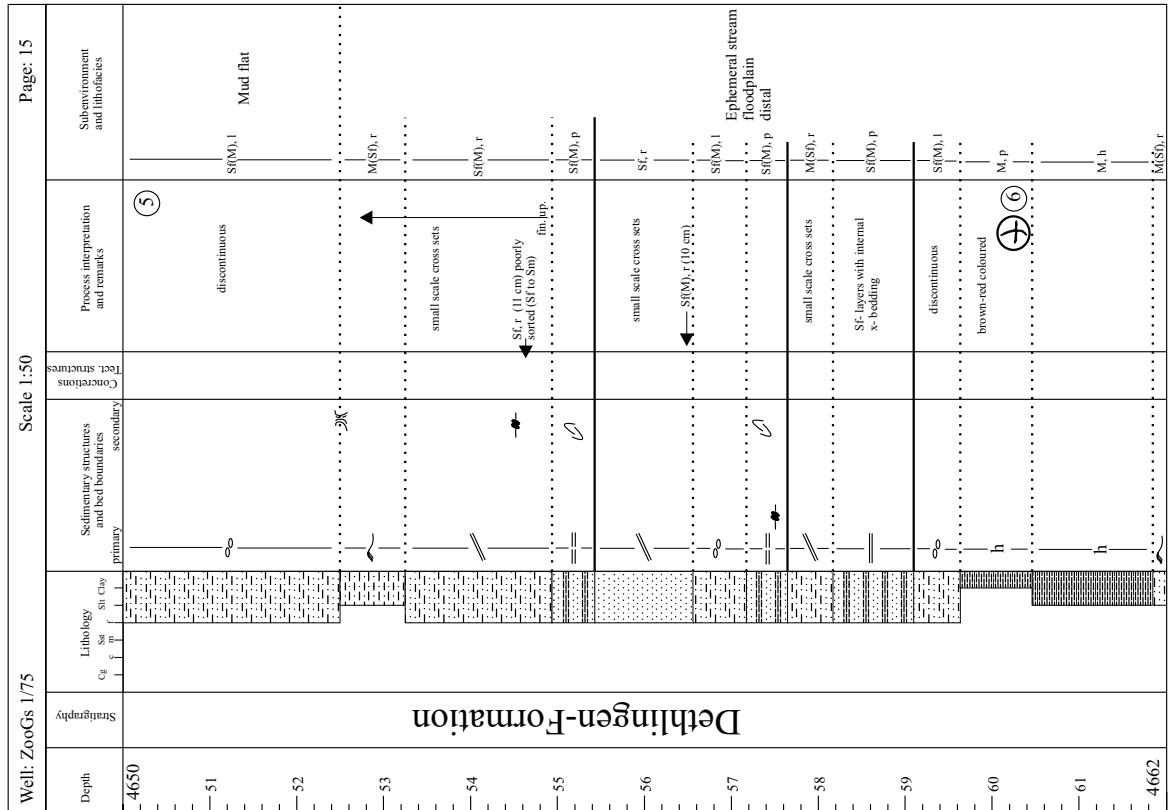 Well: ZooGs 1/75
Scale 1:50
Page: 15
Depth
Stratigraphy
Lithology
Cg
c
Sst
m
f
Slt
Clay
Sedimentary structures
and bed boundaries
primary
secondary
Concretions
Tect. structures
Process interpretation
and remarks
Subenvironment
and lithofacies
4650
51
52
53
54
55
56
57
58
59
60
61
4662
Dethlingen-Formation
h
h
discontinuous
5
small scale cross sets
Sf, r (11 cm) poorly
sorted (Sf to Sm)
fin. up.
small scale cross sets
Sf(M), r (10 cm)
small scale cross sets
Sf- layers with internal
x- bedding
discontinuous
brown-red coloured
6
Sf(M), l
M(Sf), r
Sf(M), r
Sf(M), p
Sf, r
Sf(M), l
Sf(M), p
M(Sf), r
Sf(M), p
Sf(M), l
M, p
M, h
M(Sf), r
Mud flat
Ephemeral stream
floodplain
distal